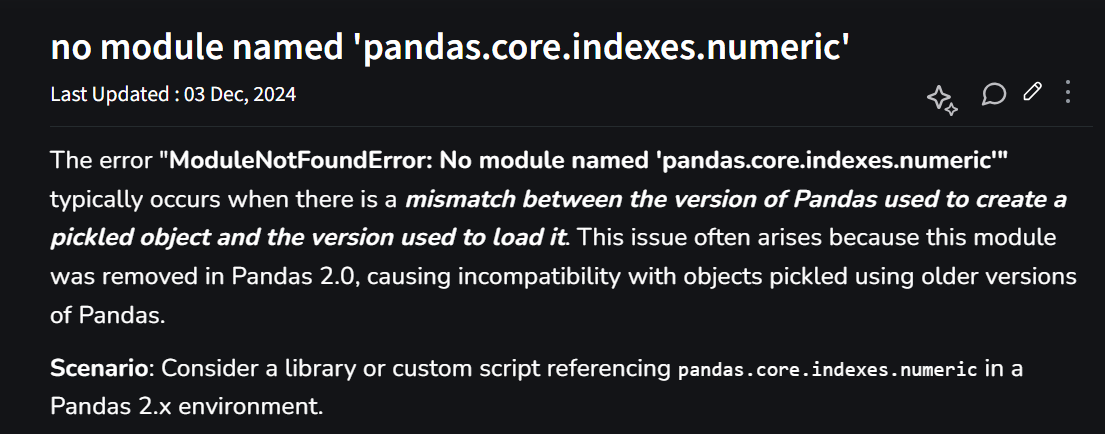 no module named 'pandas.core.indexes.numeric'
Last Updated : 03 Dec, 2024
The error "ModuleNotFoundError: No module named 'pandas.core.indexes.numeric'"
typically occurs when there is a mismatch between the version of Pandas used to create a
pickled object and the version used to load it. This issue often arises because this module
was removed in Pandas 2.0, causing incompatibility with objects pickled using older versions
of Pandas.
Scenario: Consider a library or custom script referencing pandas.core.indexes.numeric in a
Pandas 2.x environment.